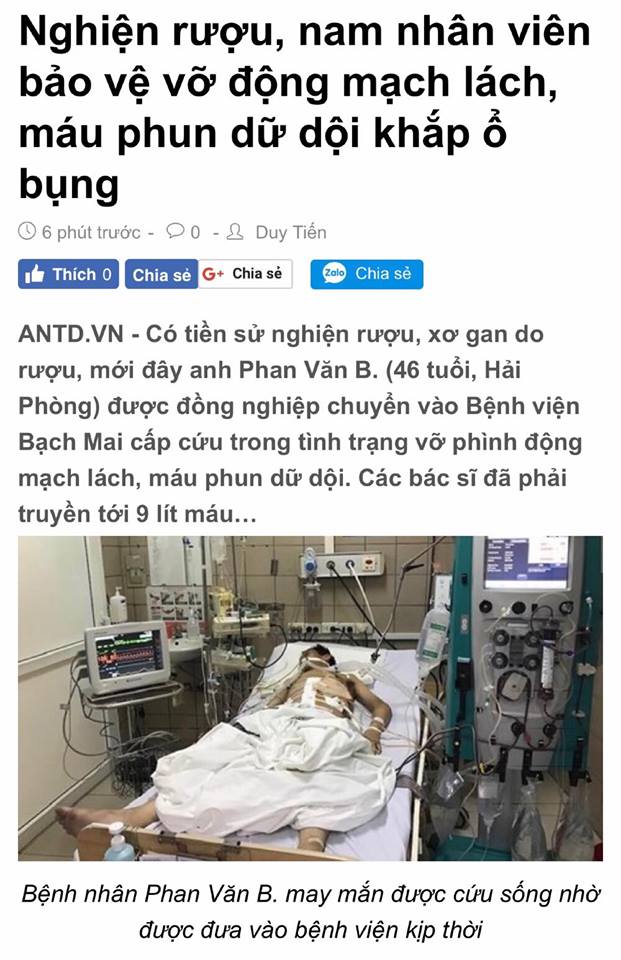 Nghiện rượu, nam nhân viên
bảo vệ vỡ động mạch lách,
máu phun dữ dội khắp ổ
bụng
6 phút trước - 0 - Duy Tiến
Thích 0 Chia sẻ G+ Chia sẻ Zalo Chia sẻ
ANTD.VN - Có tiền sử nghiện rượu, xơ gan do
rượu, mới đây anh Phan Văn B. (46 tuổi, Hải
Phòng) được đồng nghiệp chuyển vào Bệnh viện
Bạch Mai cấp cứu trong tình trạng vỡ phình động
mạch lách, máu phun dữ dội. Các bác sĩ đã phải
truyền tới 9 lít máu…
Bệnh nhân Phan Văn B. may mắn được cứu sống nhờ
được đưa vào bệnh viện kịp thời